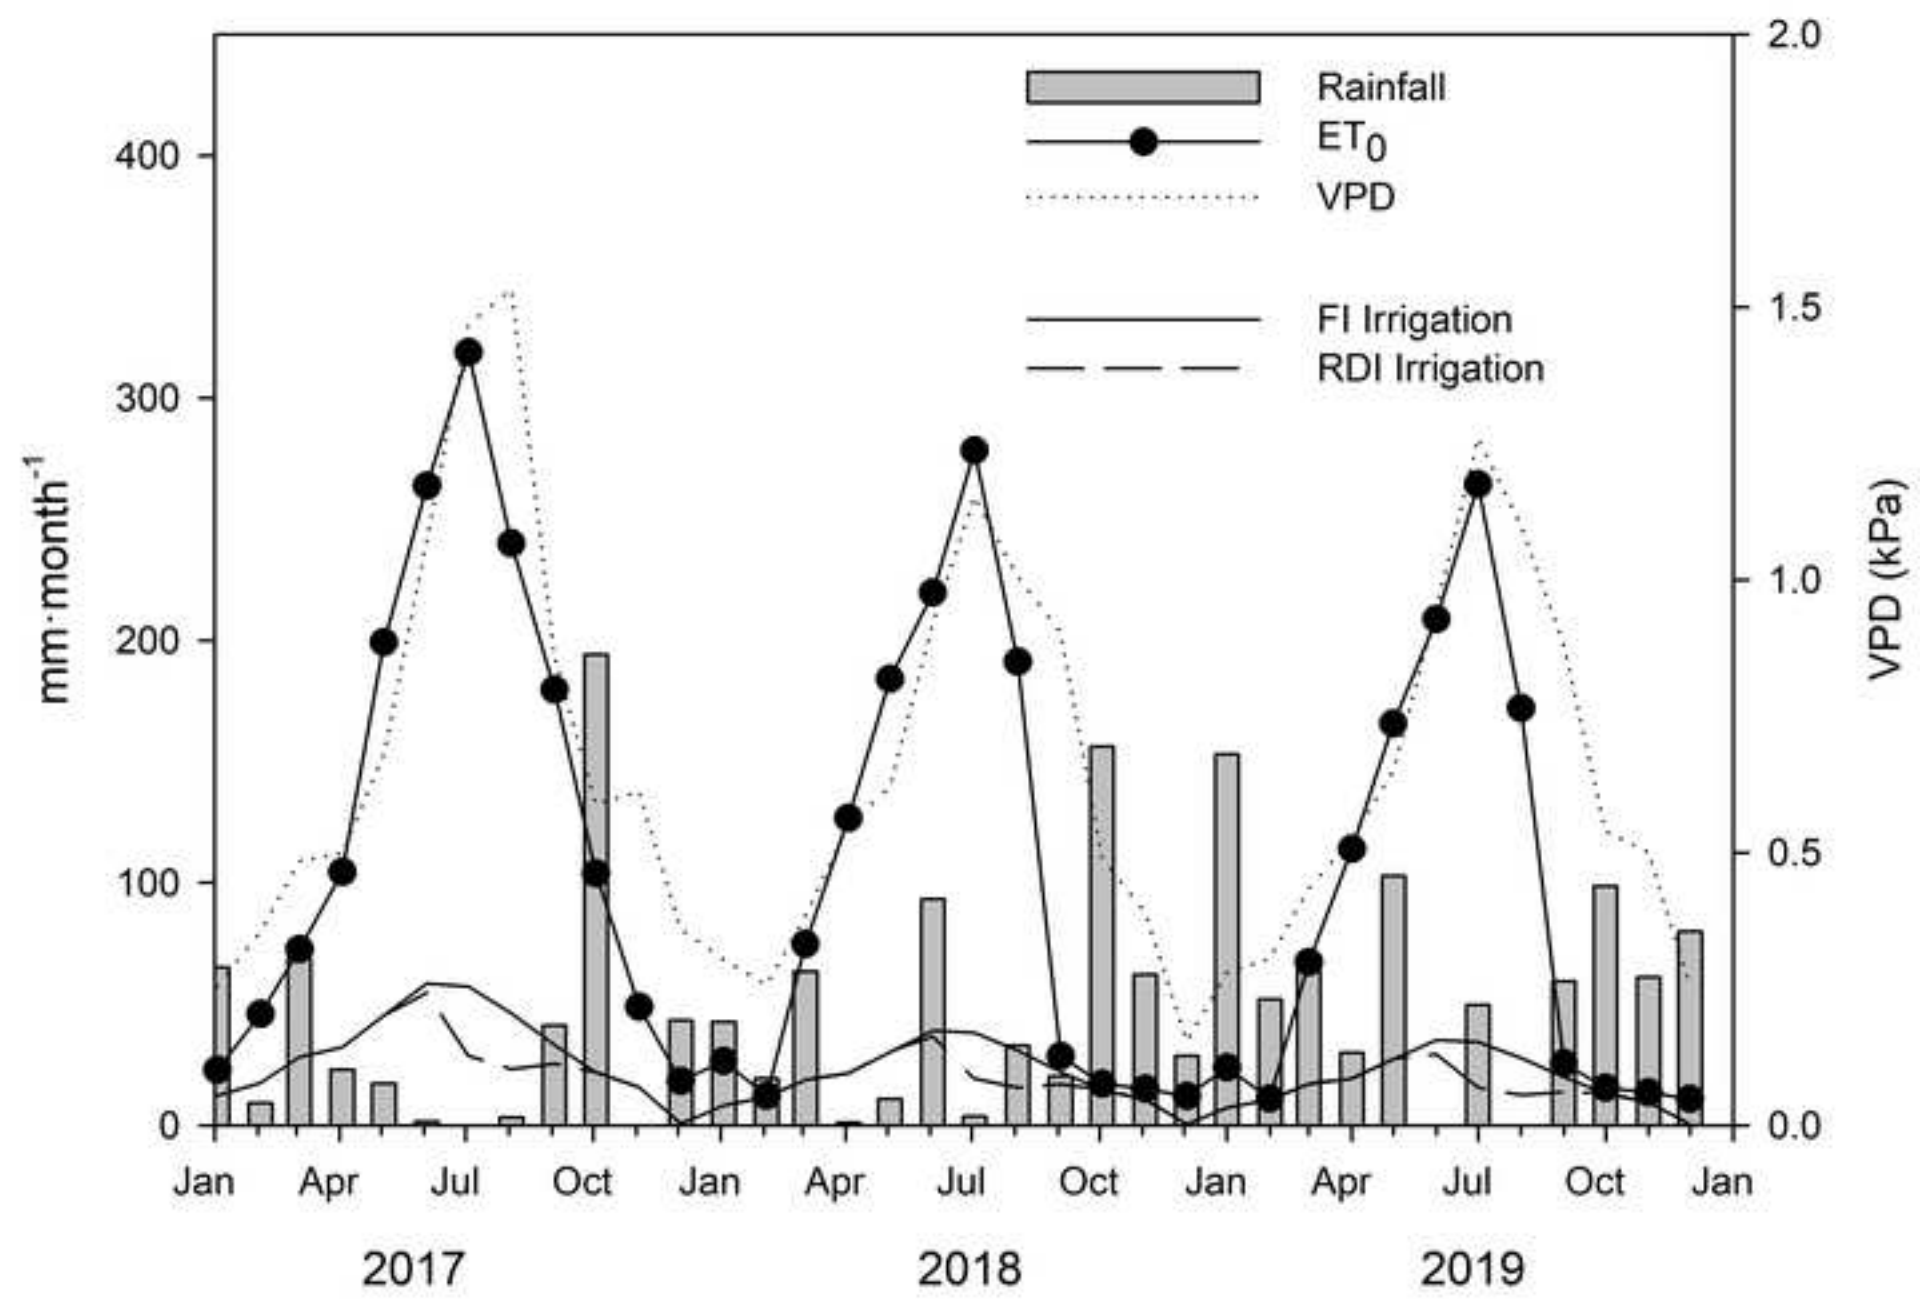 Rainfall
ET0
VPD
FI Irrigation
RDI Irrigation
mm·month-1
400
300
200
100
0
VPD (kPa)
2.0
1.5
1.0
0.5
0.0
Jan Apr Jul Oct Jan Apr Jul Oct Jan Apr Jul Oct Jan
2017 2018 2019